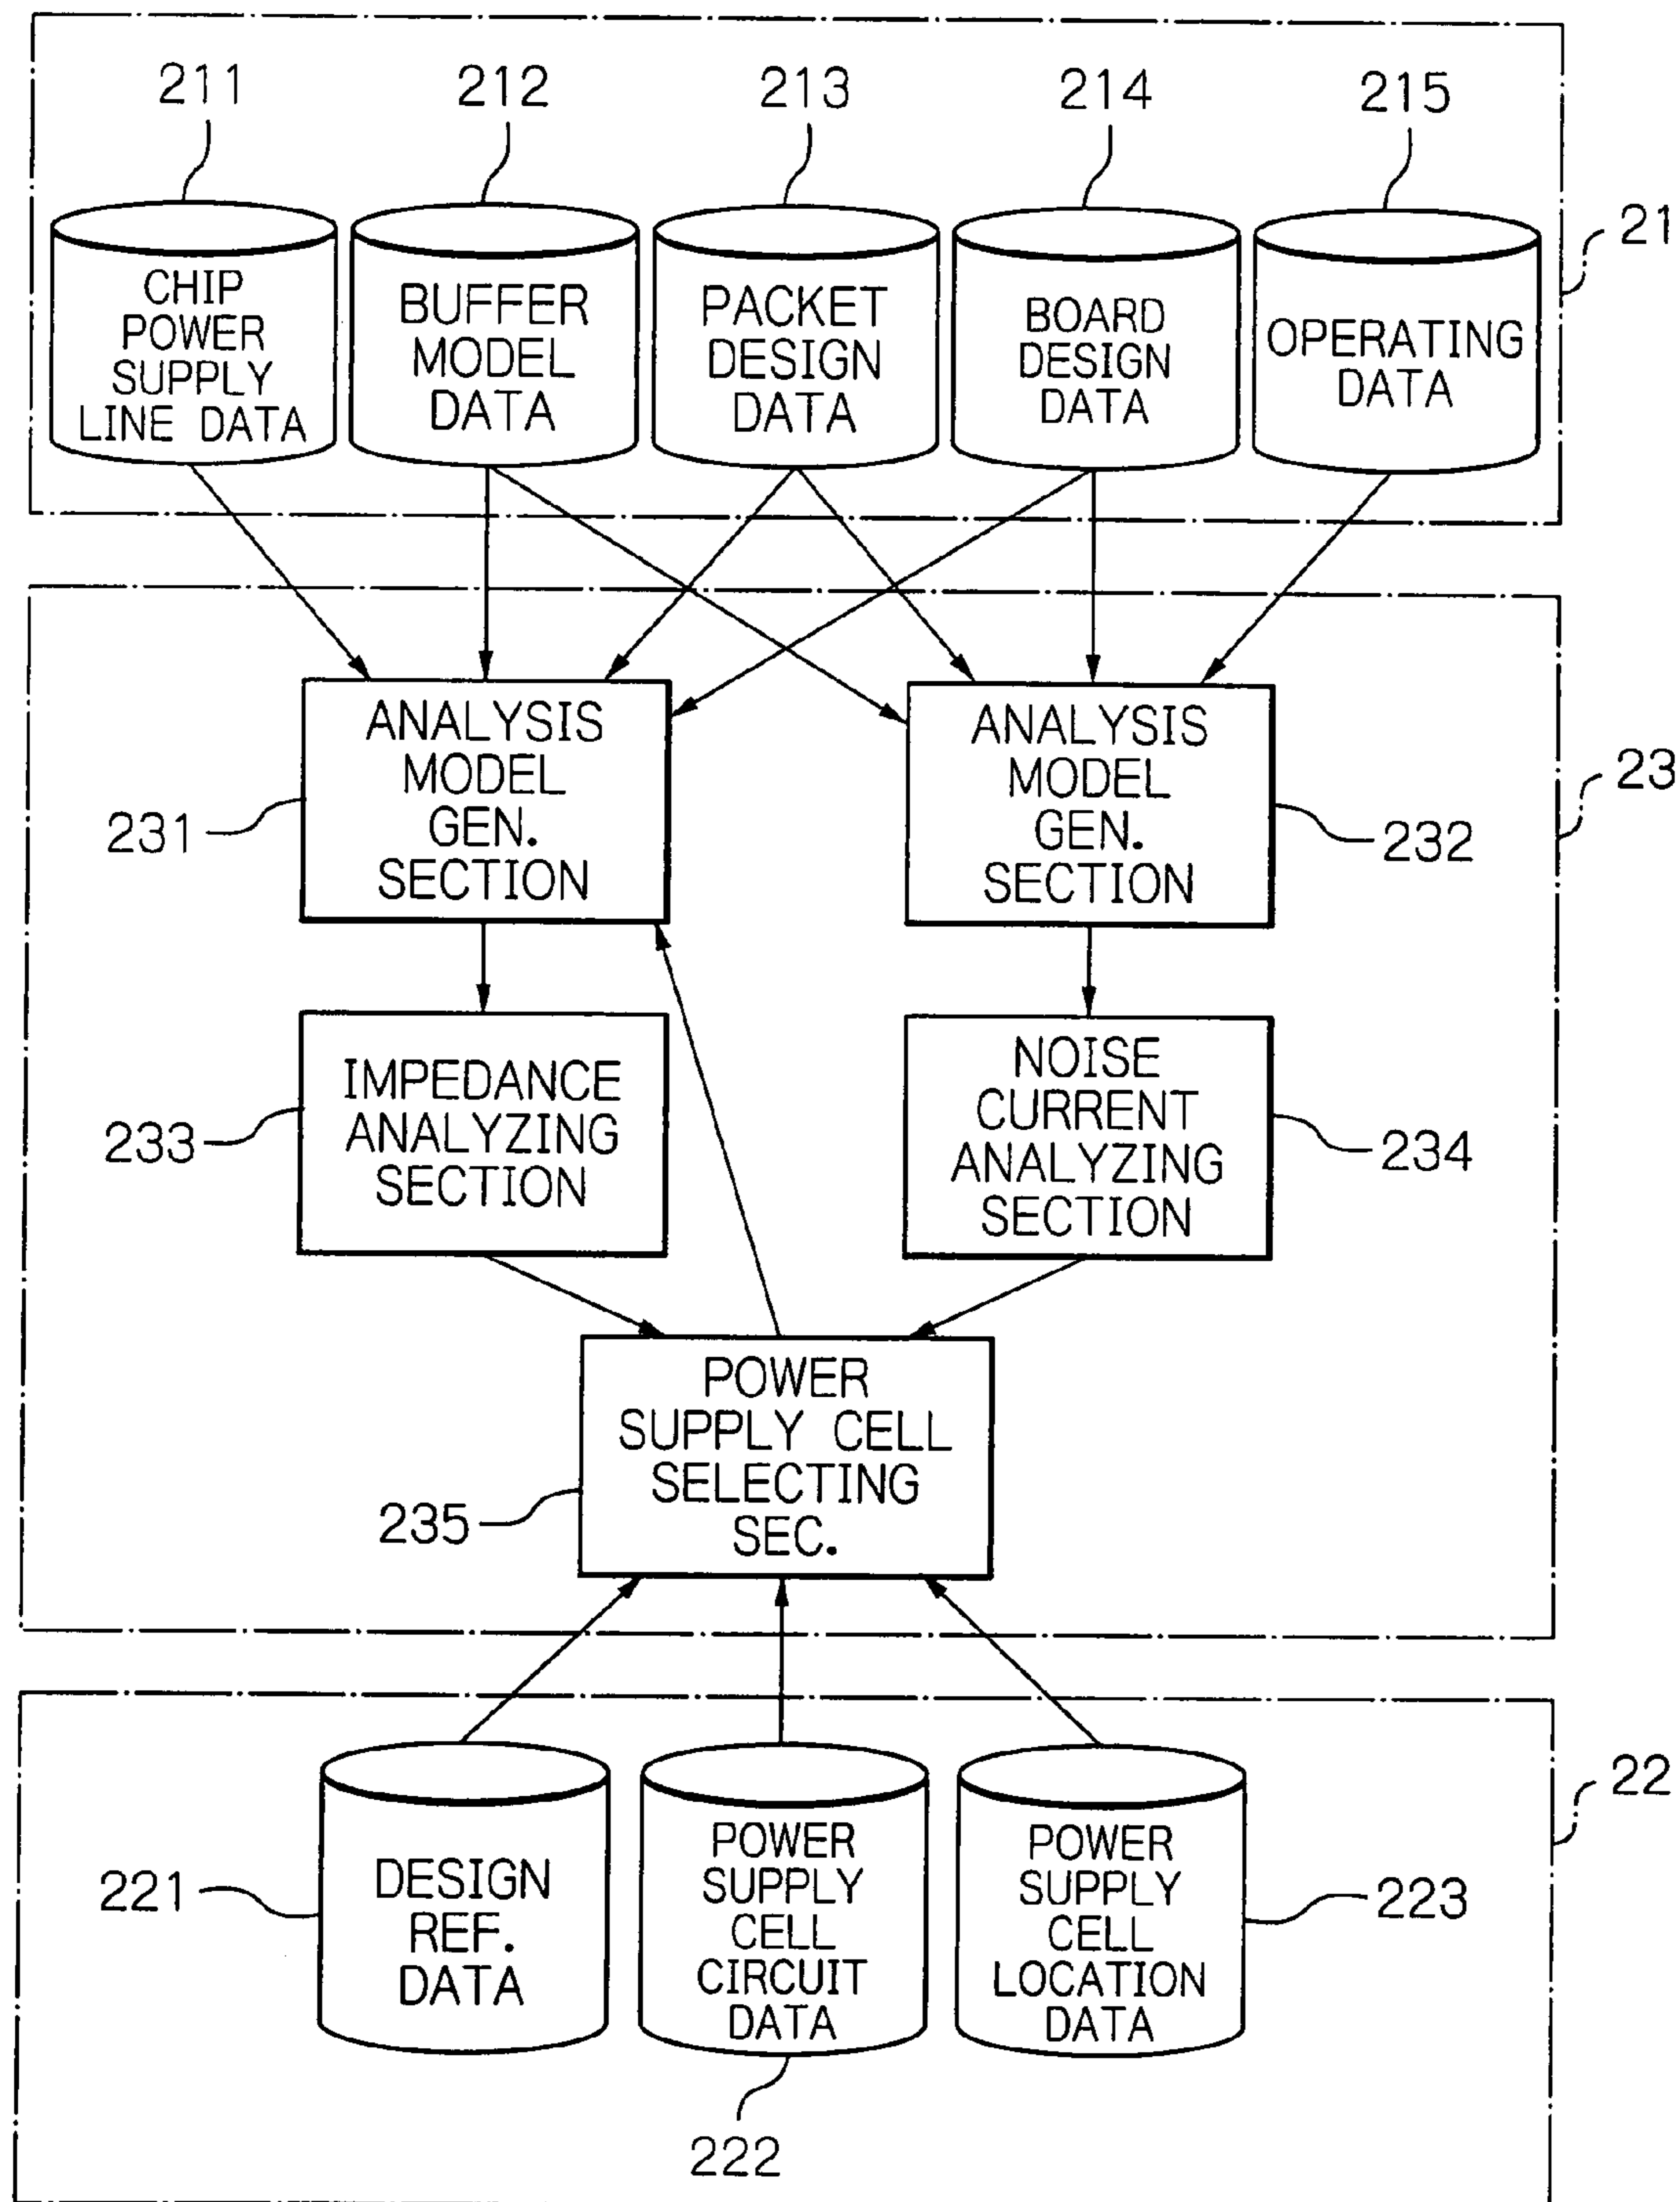 211
212
213
214
215
21
CHIP
POWER
SUPPLY
LINE DATA
BUFFER
MODEL
DATA
PACKET
DESIGN
DATA
BOARD
DESIGN
DATA
OPERATING
DATA
23
ANALYSIS
MODEL
GEN.
SECTION
231
ANALYSIS
MODEL
GEN.
SECTION
232
IMPEDANCE
ANALYZING
SECTION
233
NOISE
CURRENT
ANALYZING
SECTION
234
POWER
SUPPLY CELL
SELECTING
SEC.
235
22
DESIGN
REF.
DATA
221
POWER
SUPPLY
CELL
CIRCUIT
DATA
222
POWER
SUPPLY
CELL
LOCATION
DATA
223